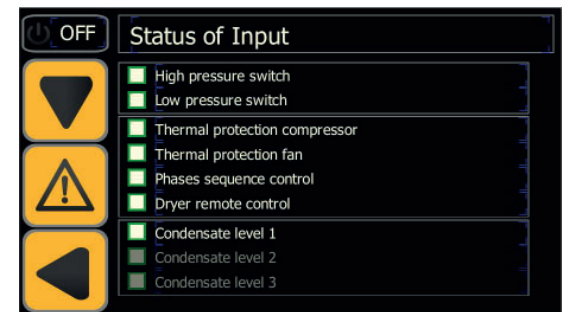 OFF
Status of Input
High pressure switch
Low pressure switch
Thermal protection compressor
Thermal protection fan
Phases sequence control
Dryer remote control
Condensate level 1
Condensate level 2
Condensate level 3